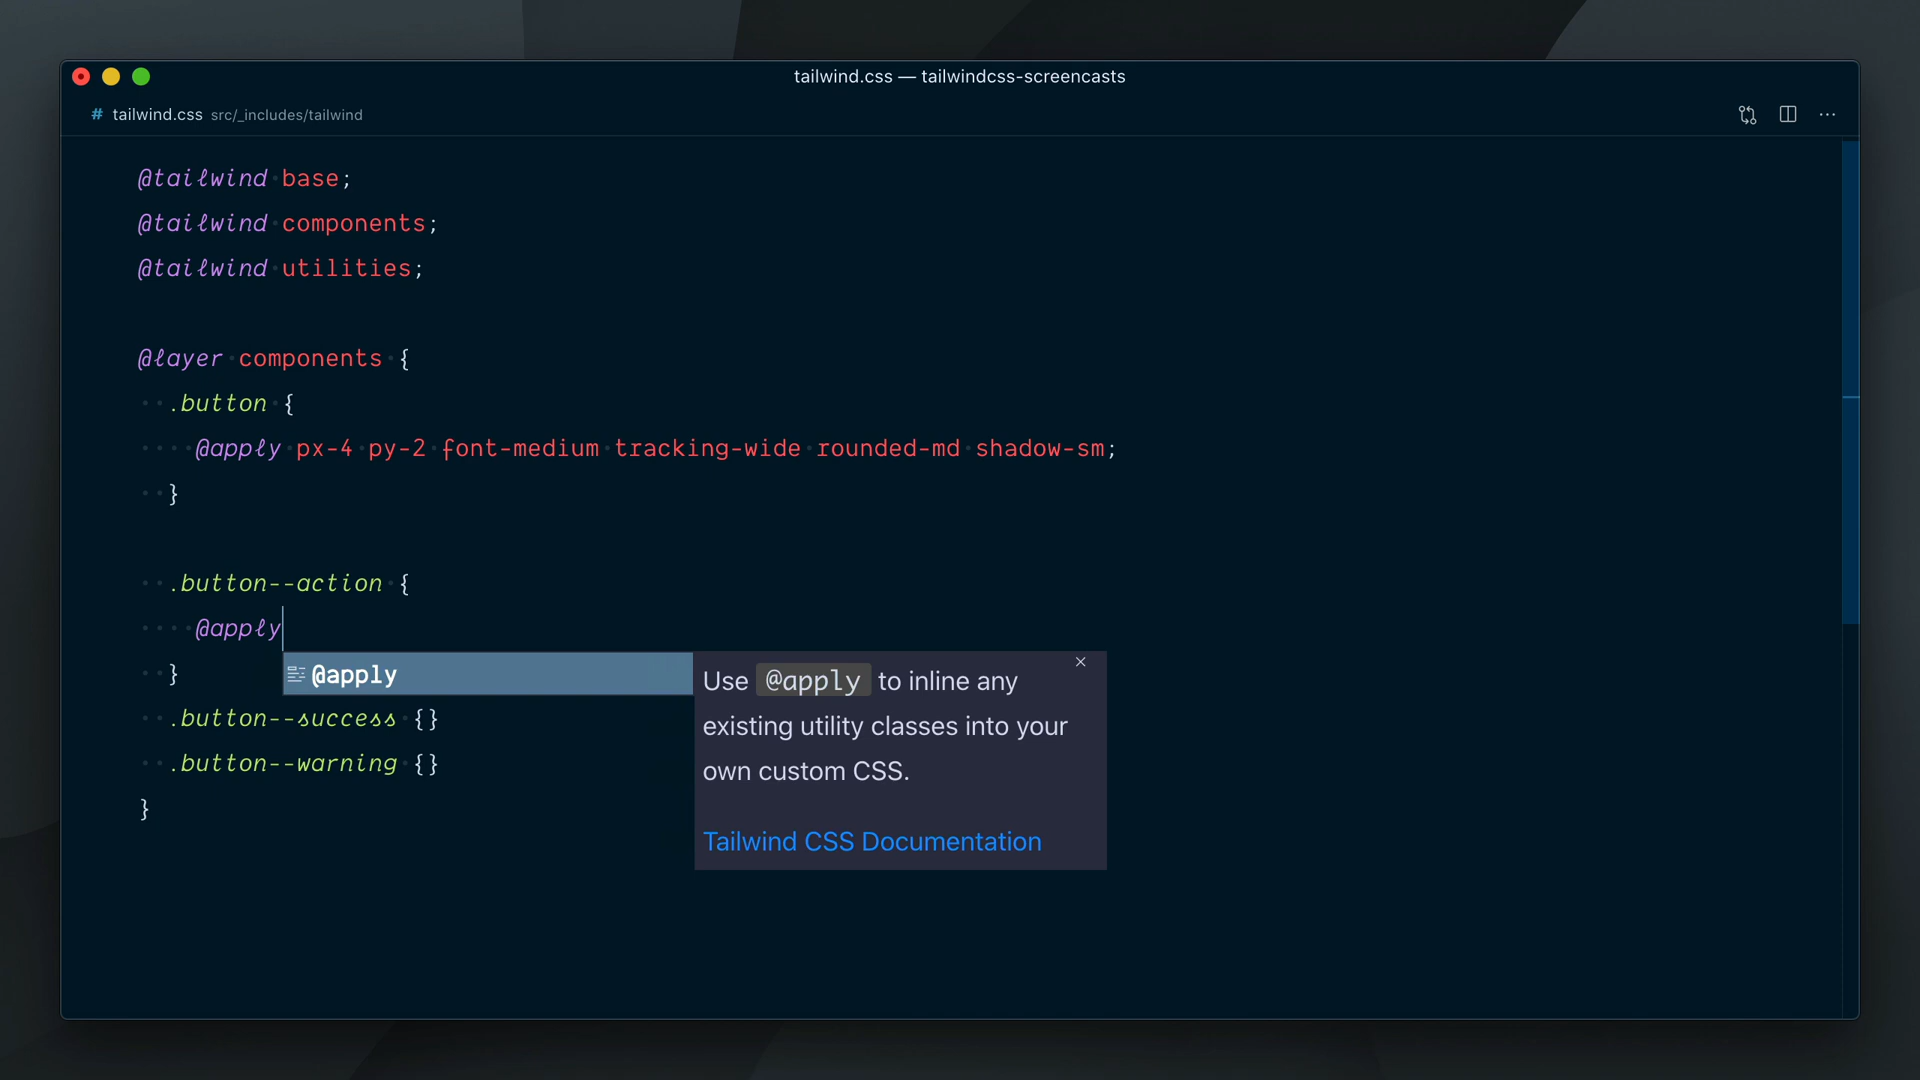 tailwind.css — tailwindcss-screencasts
# tailwind.css src/_includes/tailwind
@tailwind base;
@tailwind components;
@tailwind utilities;
@layer components {
.button {
@apply px-4 py-2 font-medium tracking-wide rounded-md shadow-sm;
}
.button--action {
@apply
}
@apply
.button--success {}
.button--warning {}
}
Use @apply to inline any
existing utility classes into your
own custom CSS.
Tailwind CSS Documentation